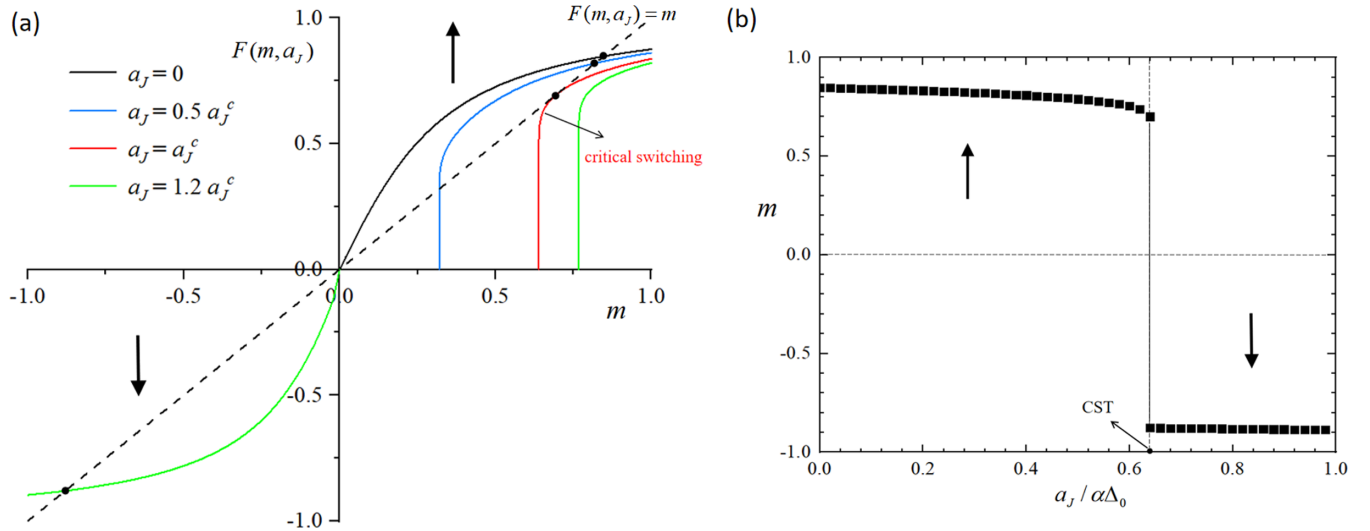 (a)
1.0
F(m, a_J) = m
F(m, a_J)
a_J = 0
a_J = 0.5 a_J^c
a_J = a_J^c
a_J = 1.2 a_J^c
0.5
critical switching
0.0
-1.0
-0.5
0.0
0.5
m
1.0
-0.5
-1.0
(b)
1.0
0.5
m
0.0
-0.5
CST
-1.0
0.0
0.2
0.4
0.6
0.8
1.0
a_J / αΔ_0